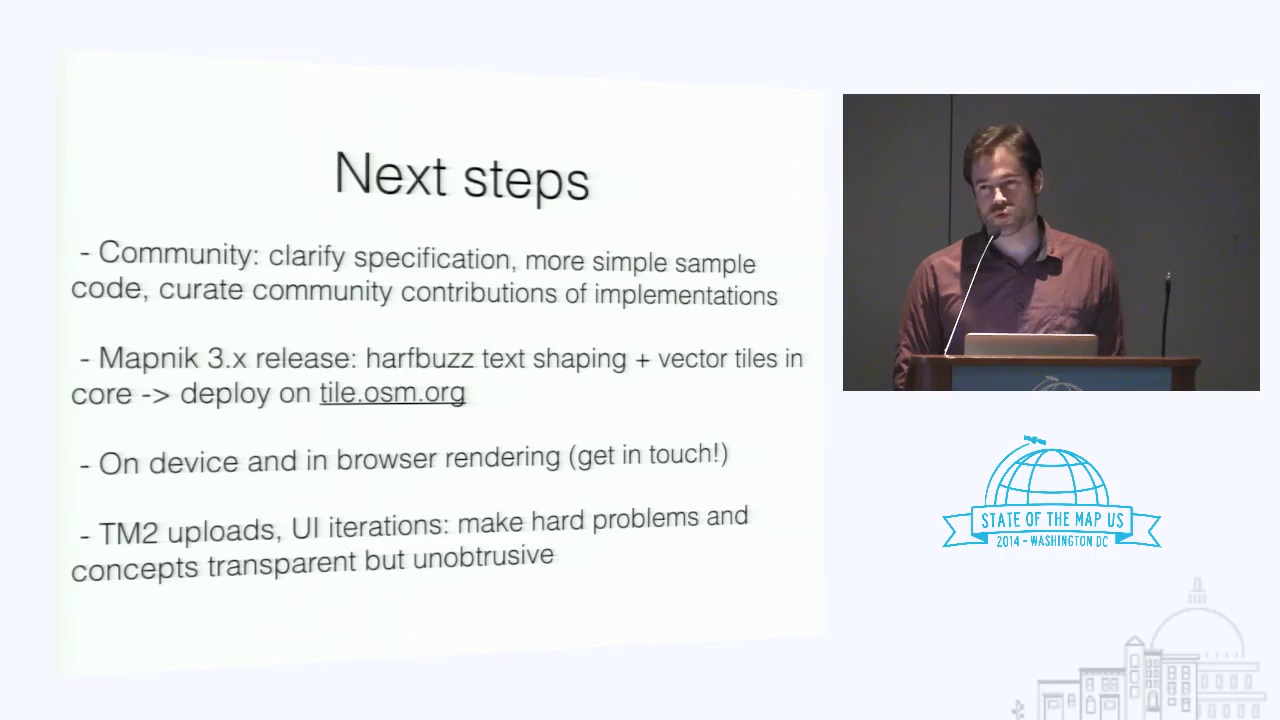 Next steps
- Community: clarify specification, more simple sample
code, curate community contributions of implementations
- Mapnik 3.x release: harfbuzz text shaping + vector tiles in
core -> deploy on tile.osm.org
- On device and in browser rendering (get in touch!)
- TM2 uploads, UI iterations: make hard problems and
concepts transparent but unobtrusive
STATE OF THE MAP US
2014 - WASHINGTON DC